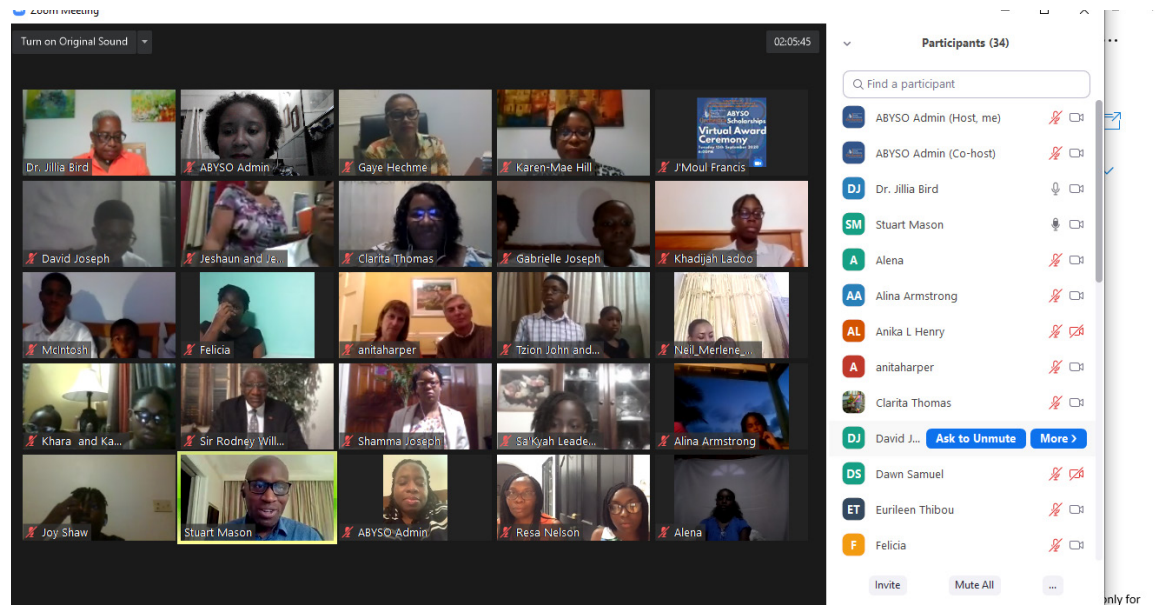 Zoom Meeting
Turn on Original Sound
02:05:45
Dr. Jillia Bird
ABYSO Admin
Gaye Hechme
Karen-Mae Hill
ABYSO
Scholarships
Virtual Award
Ceremony
J'Moul Francis
David Joseph
Jeshaun and Je...
Clarita Thomas
Gabrielle Joseph
Khadijah Ladoo
McIntosh
Felicia
anitaharper
Tzion John and...
Neil_Merlene_...
Khara and Ka...
Sir Rodney Will...
Shamma Joseph
Sa'Kyah Leade...
Alina Armstrong
Joy Shaw
Stuart Mason
ABYSO Admin
Resa Nelson
Alena
Participants (34)
Find a participant
ABYSO Admin (Host, me)
ABYSO Admin (Co-host)
DJ Dr. Jillia Bird
SM Stuart Mason
A Alena
AA Alina Armstrong
AL Anika L Henry
A anitaharper
Clarita Thomas
DJ David J... Ask to Unmute More >
DS Dawn Samuel
ET Eurileen Thibou
F Felicia
Invite Mute All ...
only for